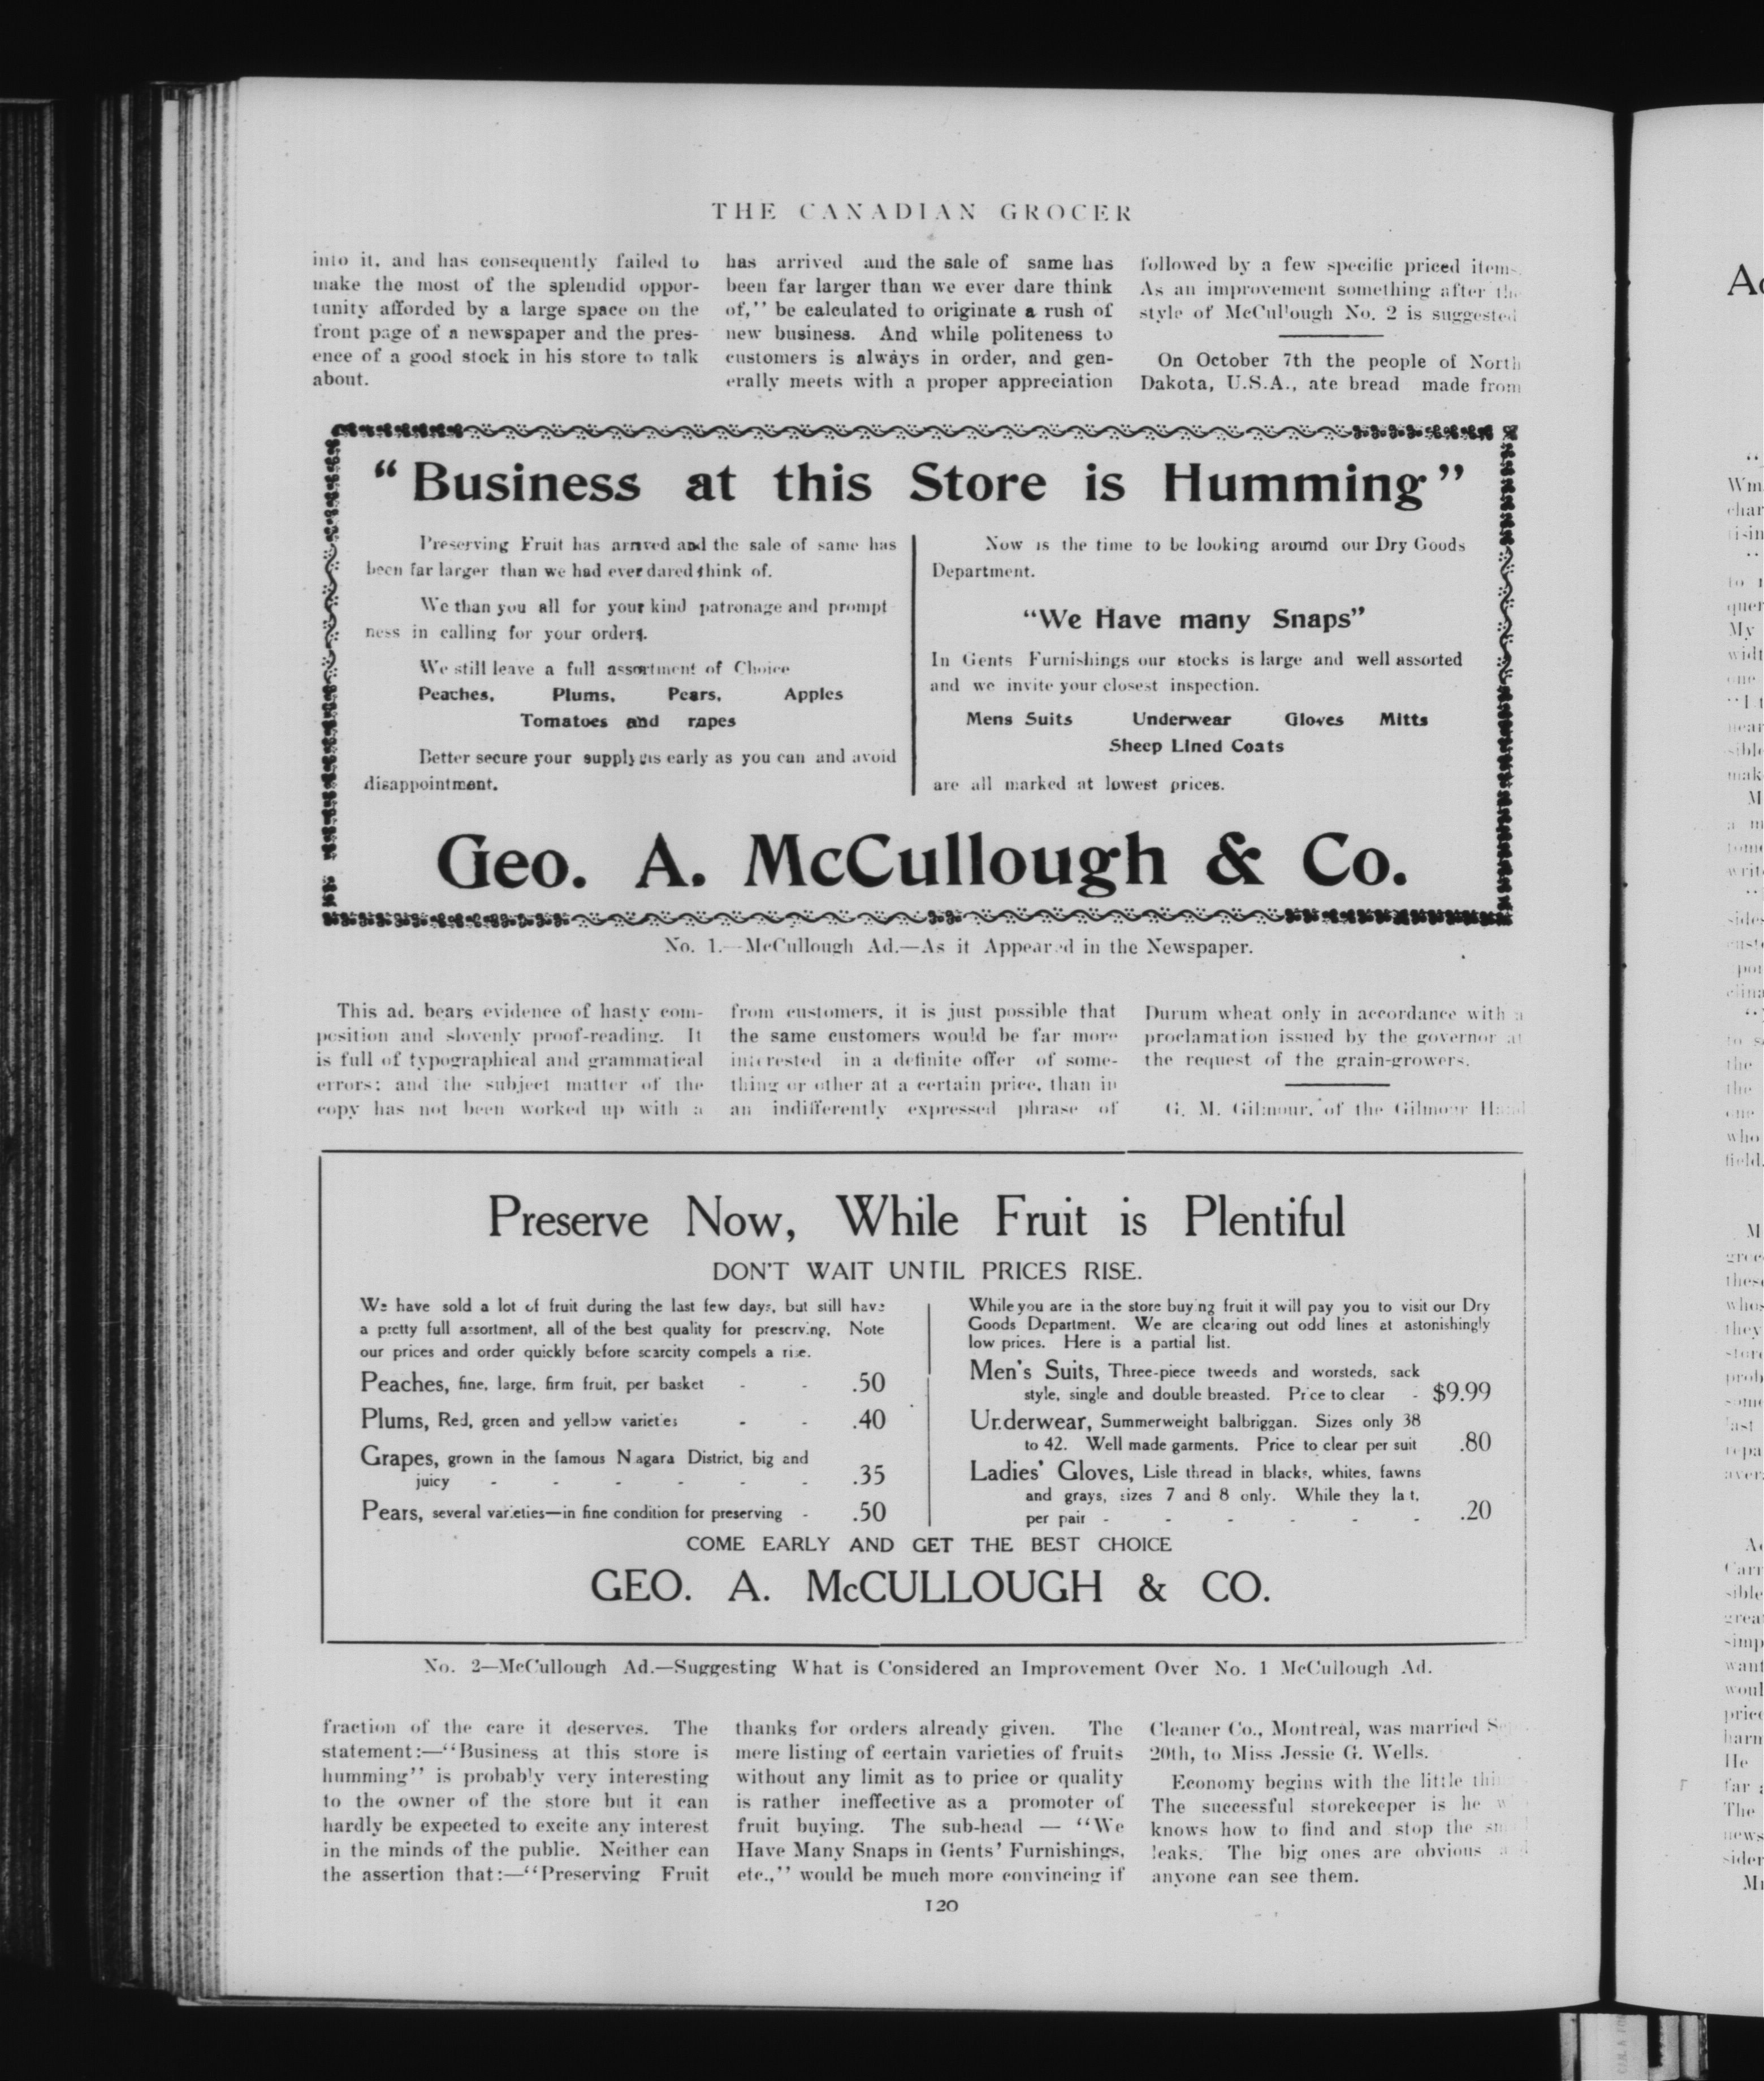 THE CANADIAN GROCER
into it, and has consequently failed to
make the most of the splendid oppor-
tunity afforded by a large space on the
front page of a newspaper and the pres-
ence of a good stock in his store to talk
about.
has arrived and the sale of same has
been far larger than we ever dare think
of," be calculated to originate a rush of
new business. And while politeness to
customers is always in order, and gen-
erally meets with a proper appreciation
followed by a few specific priced items.
As an improvement something after the
style of McCullough No. 2 is suggested
On October 7th the people of North
Dakota, U.S.A., ate bread made from
"Business at this Store is Humming"
Preserving Fruit has arrived and the sale of same has
been far larger than we had ever dared think of.
We than you all for your kind patronage and prompt
ness in calling for your orders.
We still leave a full assortment of Choice
Peaches, Plums, Pears, Apples
Tomatoes and rapes
Better secure your supply as early as you can and avoid
disappointment.
Now is the time to be looking around our Dry Goods
Department.
"We Have many Snaps"
In Gents Furnishings our stocks is large and well assorted
and we invite your closest inspection.
Mens Suits Underwear Gloves Mitts
Sheep Lined Coats
are all marked at lowest prices.
Geo. A. McCullough & Co.
No. 1.—McCullough Ad.—As it Appeared in the Newspaper.
This ad. bears evidence of hasty com-
position and slovenly proof-reading. It
is full of typographical and grammatical
errors; and the subject matter of the
copy has not been worked up with a
from customers, it is just possible that
the same customers would be far more
interested in a definite offer of some-
thing or other at a certain price, than in
an indifferently expressed phrase of
Durum wheat only in accordance with a
proclamation issued by the governor at
the request of the grain-growers.
G. M. Gilmour, of the Gilmour Hand
Preserve Now, While Fruit is Plentiful
DON'T WAIT UNTIL PRICES RISE.
We have sold a lot of fruit during the last few days, but still have
a pretty full assortment, all of the best quality for preserving. Note
our prices and order quickly before scarcity compels a rise.
Peaches, fine, large, firm fruit, per basket - - .50
Plums, Red, green and yellow varieties - - .40
Grapes, grown in the famous Niagara District, big and
juicy - - - - - - .35
Pears, several varieties—in fine condition for preserving - .50
While you are in the store buying fruit it will pay you to visit our Dry
Goods Department. We are clearing out odd lines at astonishingly
low prices. Here is a partial list.
Men's Suits, Three-piece tweeds and worsteds, sack
style, single and double breasted. Price to clear - $9.99
Underwear, Summerweight balbriggan. Sizes only 38
to 42. Well made garments. Price to clear per suit .80
Ladies' Gloves, Lisle thread in blacks, whites, fawns
and grays, sizes 7 and 8 only. While they last,
per pair - - - - - - .20
COME EARLY AND GET THE BEST CHOICE
GEO. A. McCULLOUGH & CO.
No. 2—McCullough Ad.—Suggesting What is Considered an Improvement Over No. 1 McCullough Ad.
fraction of the care it deserves. The
statement:—"Business at this store is
humming" is probably very interesting
to the owner of the store but it can
hardly be expected to excite any interest
in the minds of the public. Neither can
the assertion that:—"Preserving Fruit
thanks for orders already given. The
mere listing of certain varieties of fruits
without any limit as to price or quality
is rather ineffective as a promoter of
fruit buying. The sub-head — "We
Have Many Snaps in Gents' Furnishings,
etc.," would be much more convincing if
Cleaner Co., Montreal, was married
20th, to Miss Jessie G. Wells.
Economy begins with the little
The successful storekeeper is he
knows how to find and stop the
leaks. The big ones are obvious
anyone can see them.
120